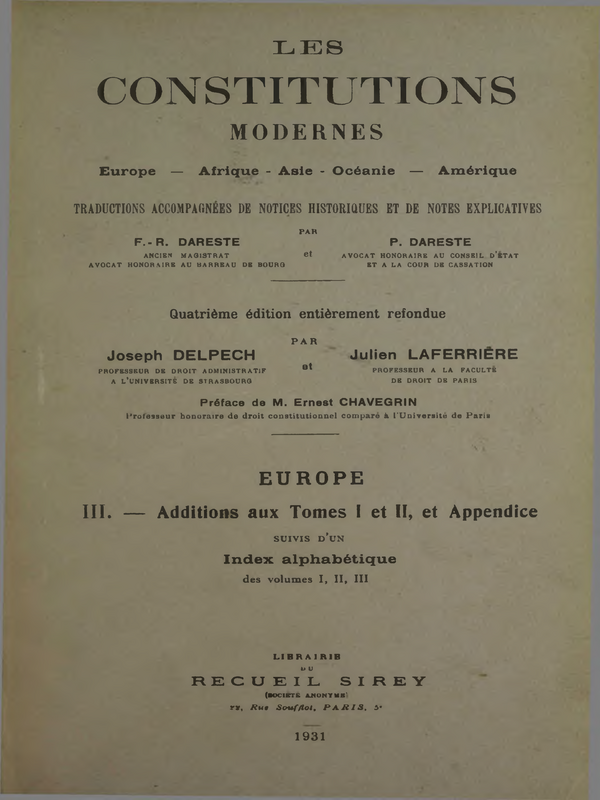 LES
CONSTITUTIONS
MODERNES
Europe — Afrique - Asie - Océanie — Amérique
TRADUCTIONS ACCOMPAGNÉES DE NOTICES HISTORIQUES ET DE NOTES EXPLICATIVES
PAR
F.-R. DARESTE
ANCIEN MAGISTRAT
AVOCAT HONORAIRE AU BARREAU DE BOURG
et
P. DARESTE
AVOCAT HONORAIRE AU CONSEIL D'ÉTAT
ET A LA COUR DE CASSATION
Quatrième édition entièrement refondue
PAR
Joseph DELPECH
PROFESSEUR DE DROIT ADMINISTRATIF
A L'UNIVERSITÉ DE STRASBOURG
et
Julien LAFERRIÈRE
PROFESSEUR A LA FACULTÉ
DE DROIT DE PARIS
Préface de M. Ernest CHAVEGRIN
Professeur honoraire de droit constitutionnel comparé à l'Université de Paris
EUROPE
III. — Additions aux Tomes I et II, et Appendice
SUIVIS D'UN
Index alphabétique
des volumes I, II, III
LIBRAIRIE
DU
RECUEIL SIREY
(SOCIÉTÉ ANONYME)
Rue Soufflot, PARIS, 5e
1931